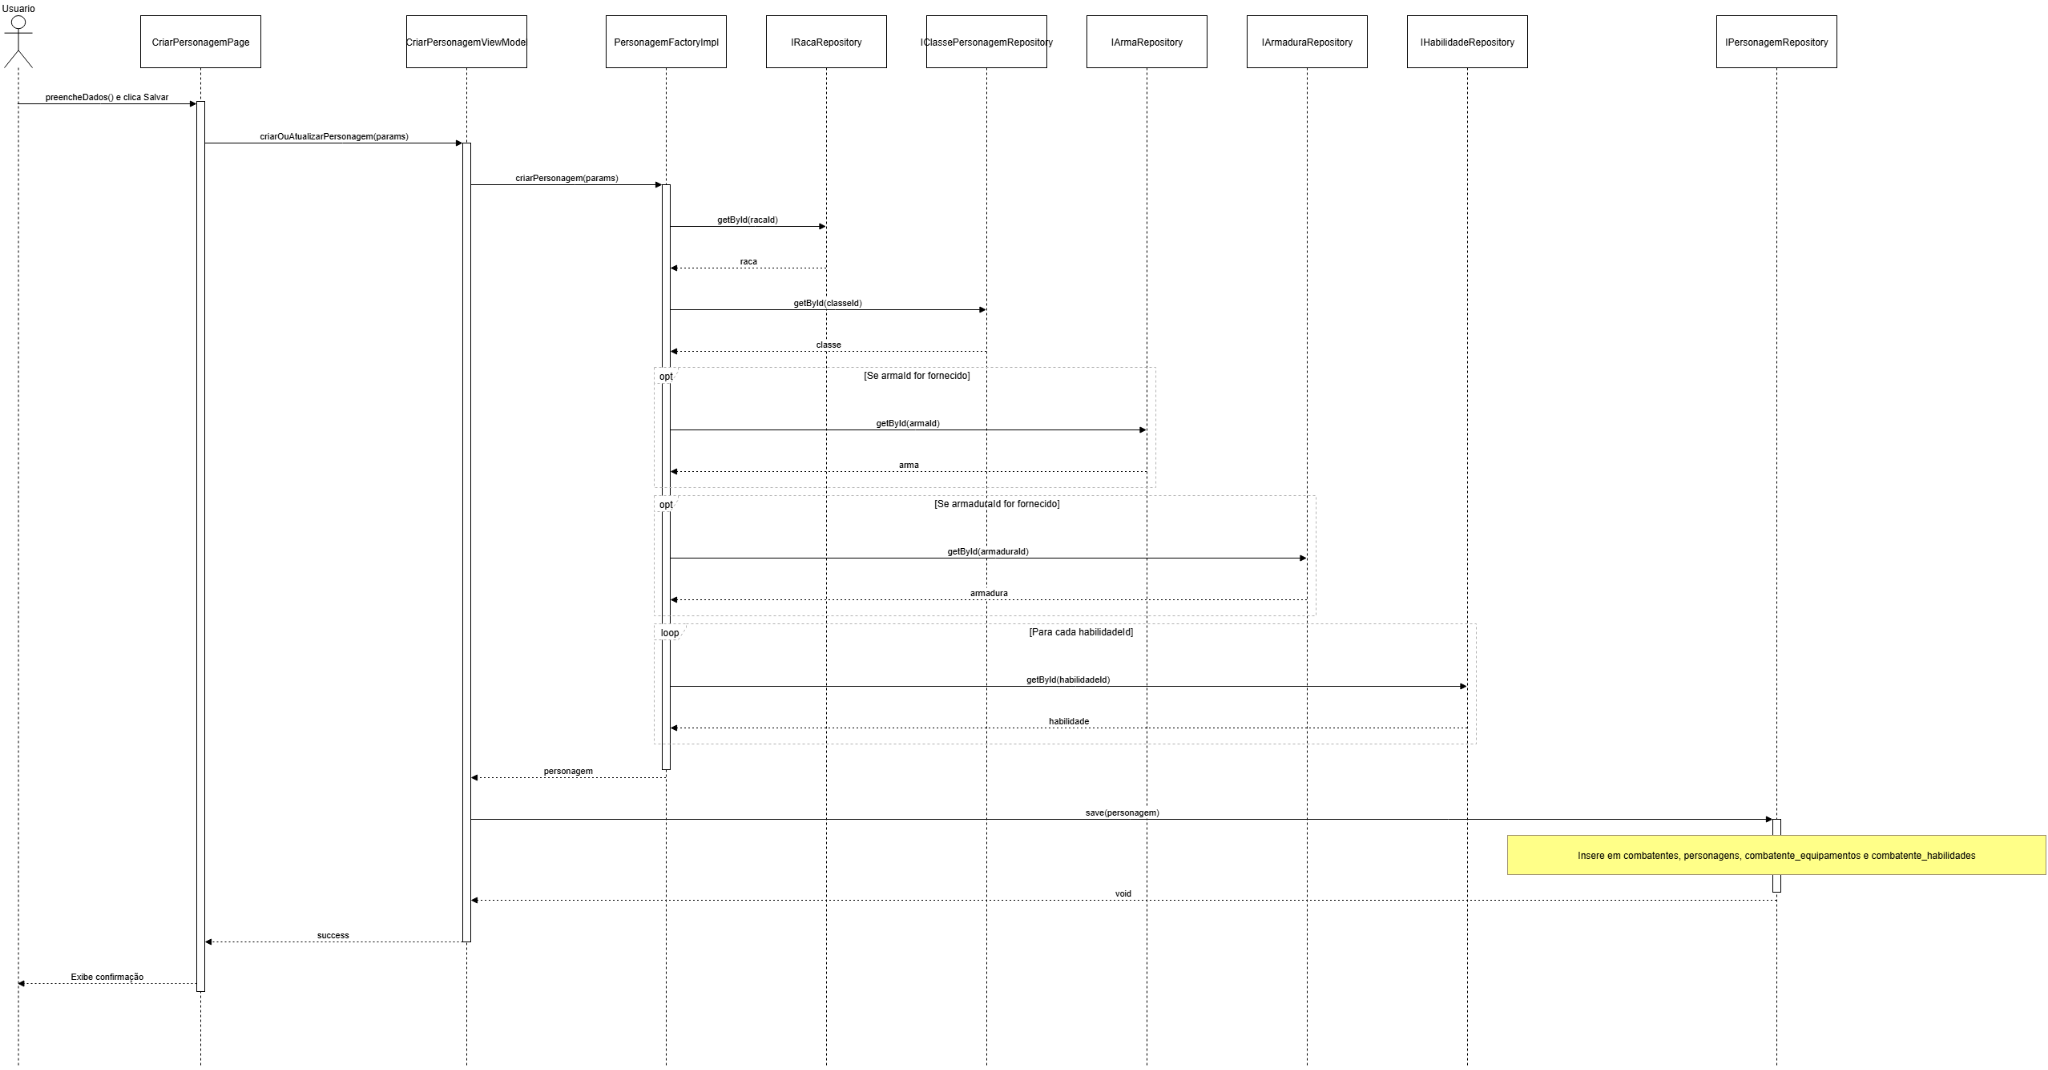 Usuario
CriarPersonagemPage
CriarPersonagemViewModel
PersonagemFactoryImpl
IRacaRepository
IClassePersonagemRepository
IArmaRepository
IArmaduraRepository
IHabilidadeRepository
IPersonagemRepository
preencheDados() e clica Salvar
criarOuAtualizarPersonagem(params)
criarPersonagem(params)
getById(racaId)
raca
getById(classeId)
classe
opt
[Se armaId for fornecido]
getById(armaId)
arma
opt
[Se armaduraId for fornecido]
getById(armaduraId)
armadura
loop
[Para cada habilidadeId]
getById(habilidadeId)
habilidade
personagem
save(personagem)
Insere em combatentes, personagens, combatente_equipamentos e combatente_habilidades
void
success
Exibe confirmação